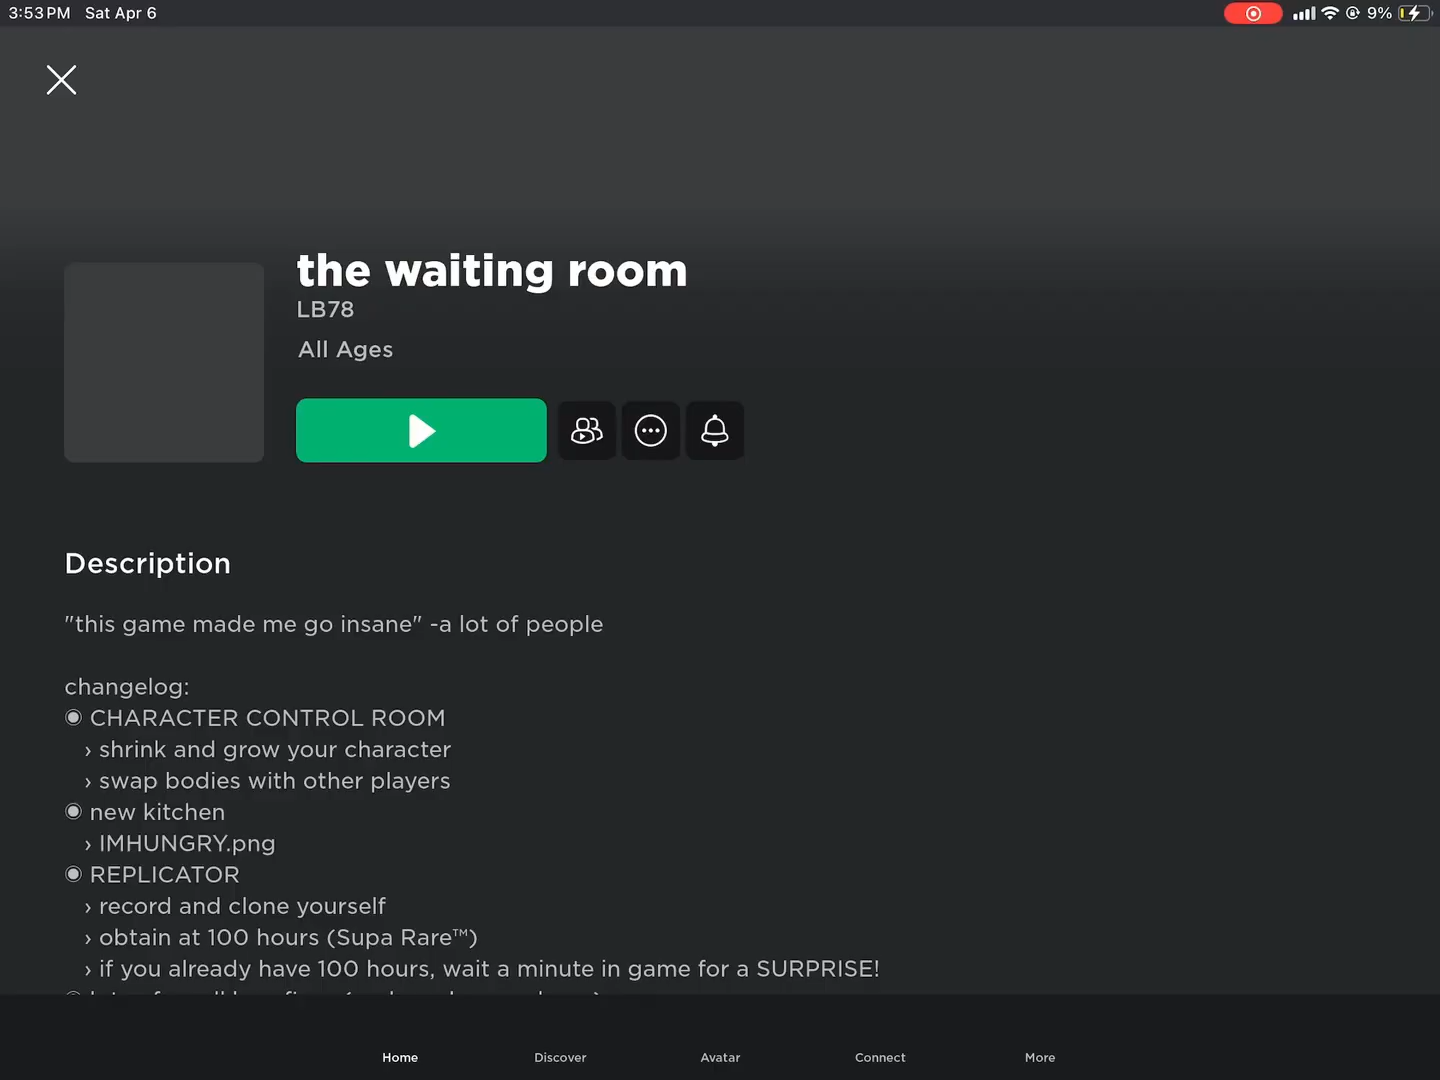 3:53 PM Sat Apr 6
9%
the waiting room
LB78
All Ages
Description
"this game made me go insane" -a lot of people
changelog:
◉ CHARACTER CONTROL ROOM
› shrink and grow your character
› swap bodies with other players
◉ new kitchen
› IMHUNGRY.png
◉ REPLICATOR
› record and clone yourself
› obtain at 100 hours (Supa Rare™)
› if you already have 100 hours, wait a minute in game for a SURPRISE!
Home Discover Avatar Connect More